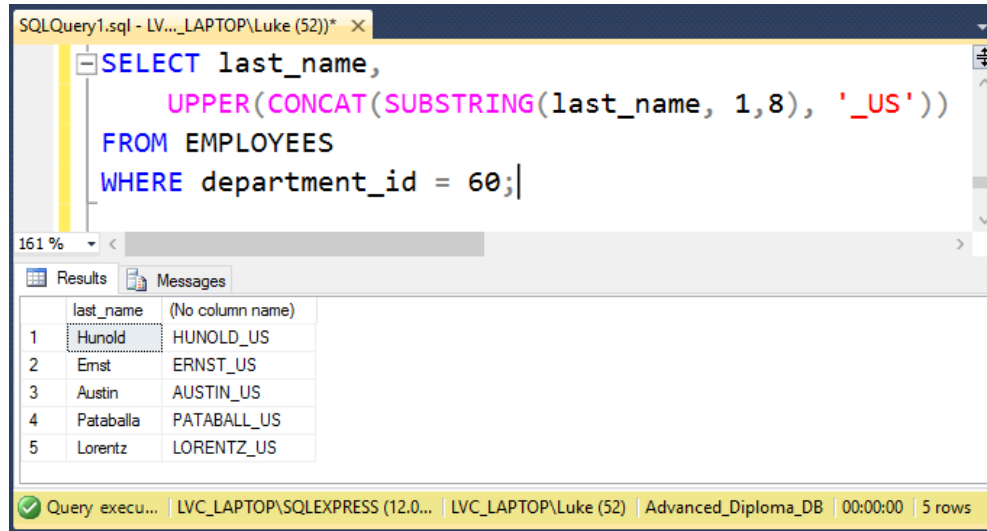 SQLQuery1.sql - LV..._LAPTOP\Luke (52))*
SELECT last_name,
UPPER(CONCAT(SUBSTRING(last_name, 1,8), '_US'))
FROM EMPLOYEES
WHERE department_id = 60;
161 %
Results Messages
last_name (No column name)
1 Hunold HUNOLD_US
2 Ernst ERNST_US
3 Austin AUSTIN_US
4 Pataballa PATABALL_US
5 Lorentz LORENTZ_US
Query execu... LVC_LAPTOP\SQLEXPRESS (12.0... LVC_LAPTOP\Luke (52) Advanced_Diploma_DB 00:00:00 5 rows